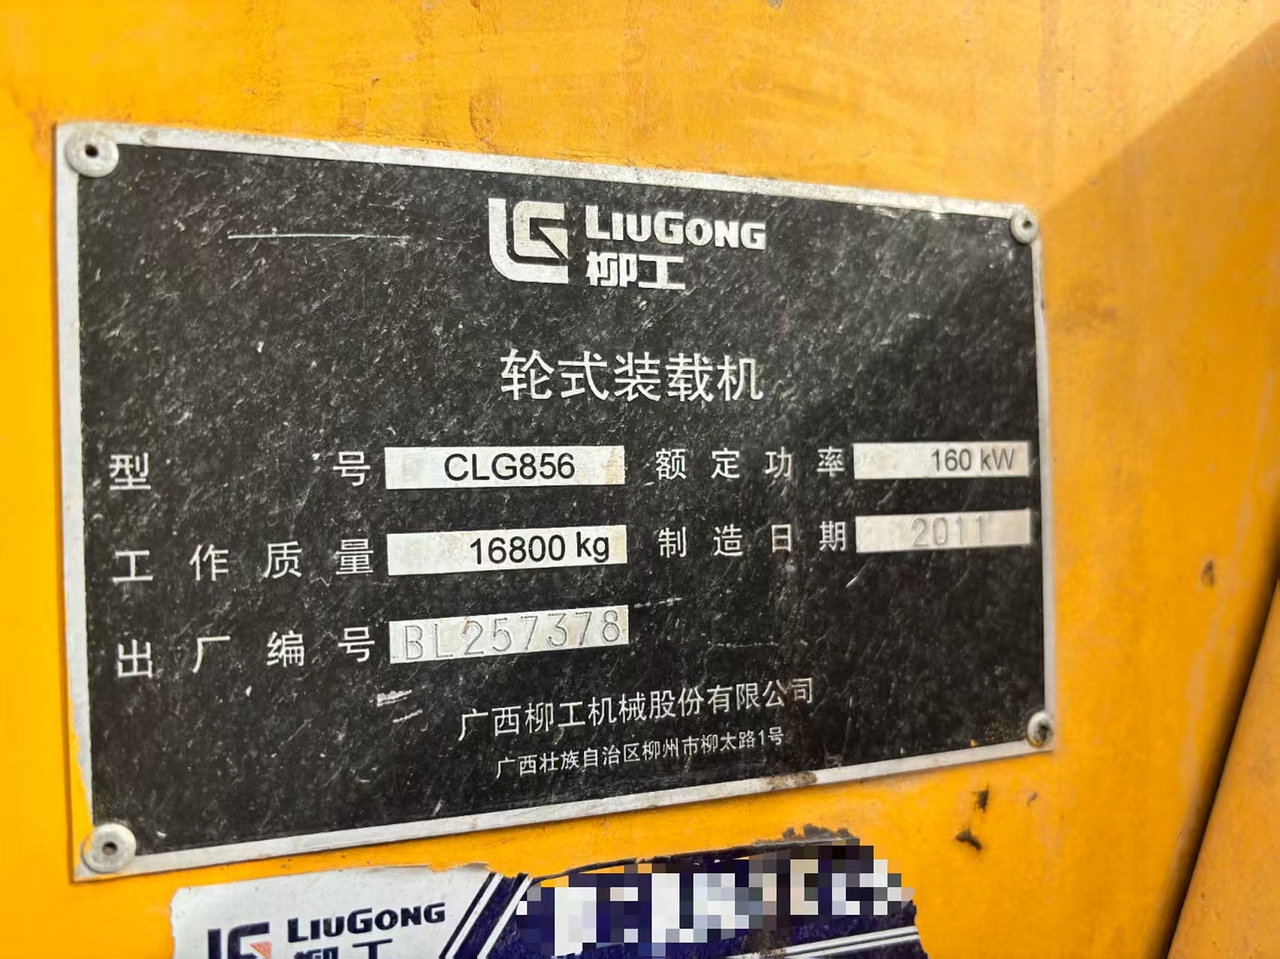 LIUGONG
柳工
轮式装载机
型号 CLG856 额定功率 160 kW
工作质量 16800 kg 制造日期 2011
出厂编号 BL257378
广西柳工机械股份有限公司
广西壮族自治区柳州市柳太路1号
LIUGONG
柳工